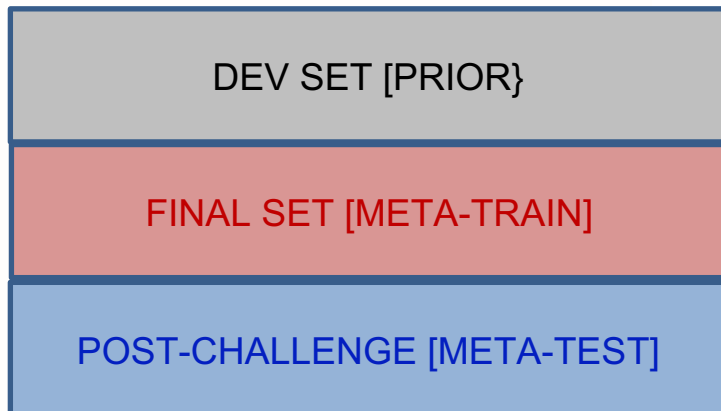 DEV SET [PRIOR}
FINAL SET [META-TRAIN]
POST-CHALLENGE [META-TEST]